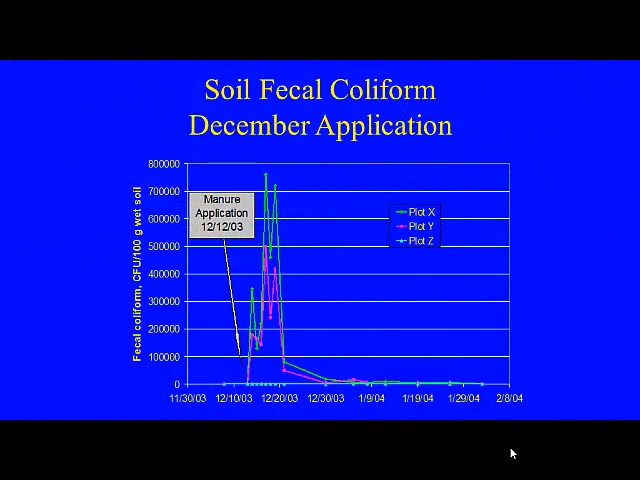 Soil Fecal Coliform
December Application
Fecal coliform, CFU/100 g wet soil
800000
700000
600000
500000
400000
300000
200000
100000
0
Manure
Application
12/12/03
Plot X
Plot Y
Plot Z
11/30/03 12/10/03 12/20/03 12/30/03 1/9/04 1/19/04 1/29/04 2/8/04